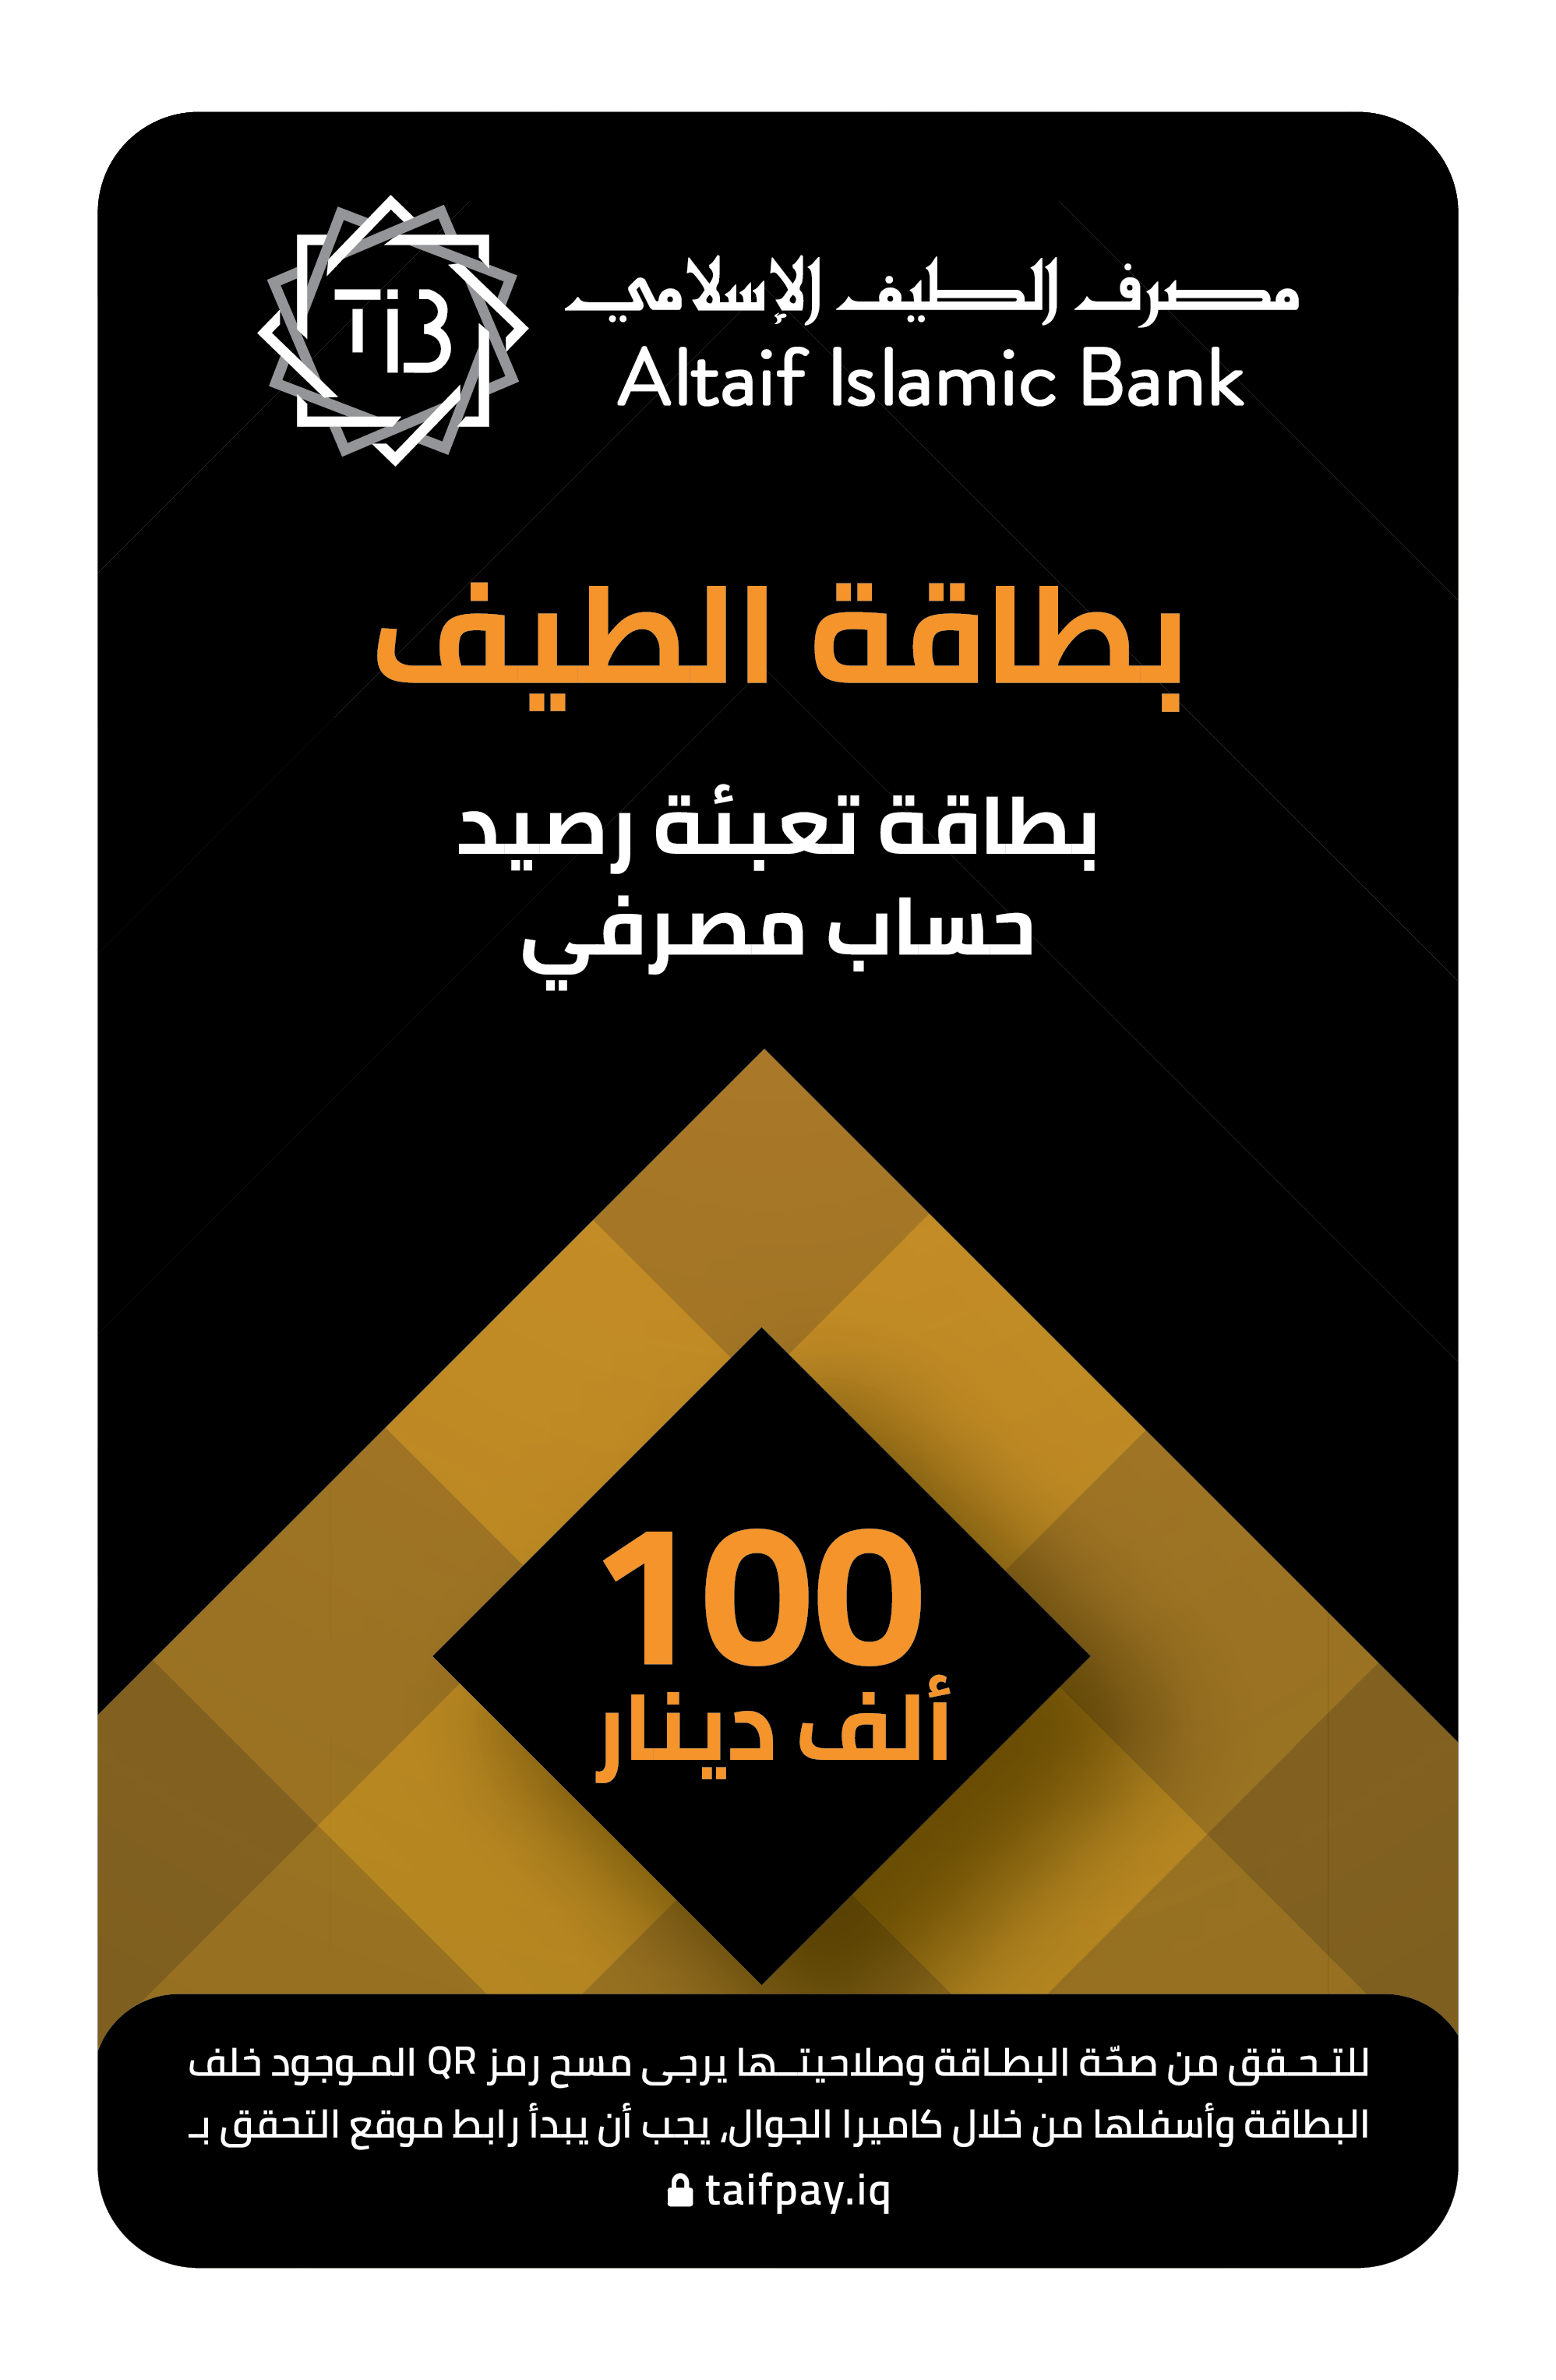 TIB
مصرف الطيف الإسلامي
Altaif Islamic Bank
بطاقة الطيف
بطاقة تعبئة رصيد
حساب مصرفي
100
ألف دينار
للتـحـقق من صحّة البطـاقة وصلاحيتـها يرجـى مسح رمز QR المـوجود خلف
البطاقة وأسفلها من خلال كاميرا الجوال، يجب أن يبدأ رابط موقع التحقق بـ
taifpay.iq